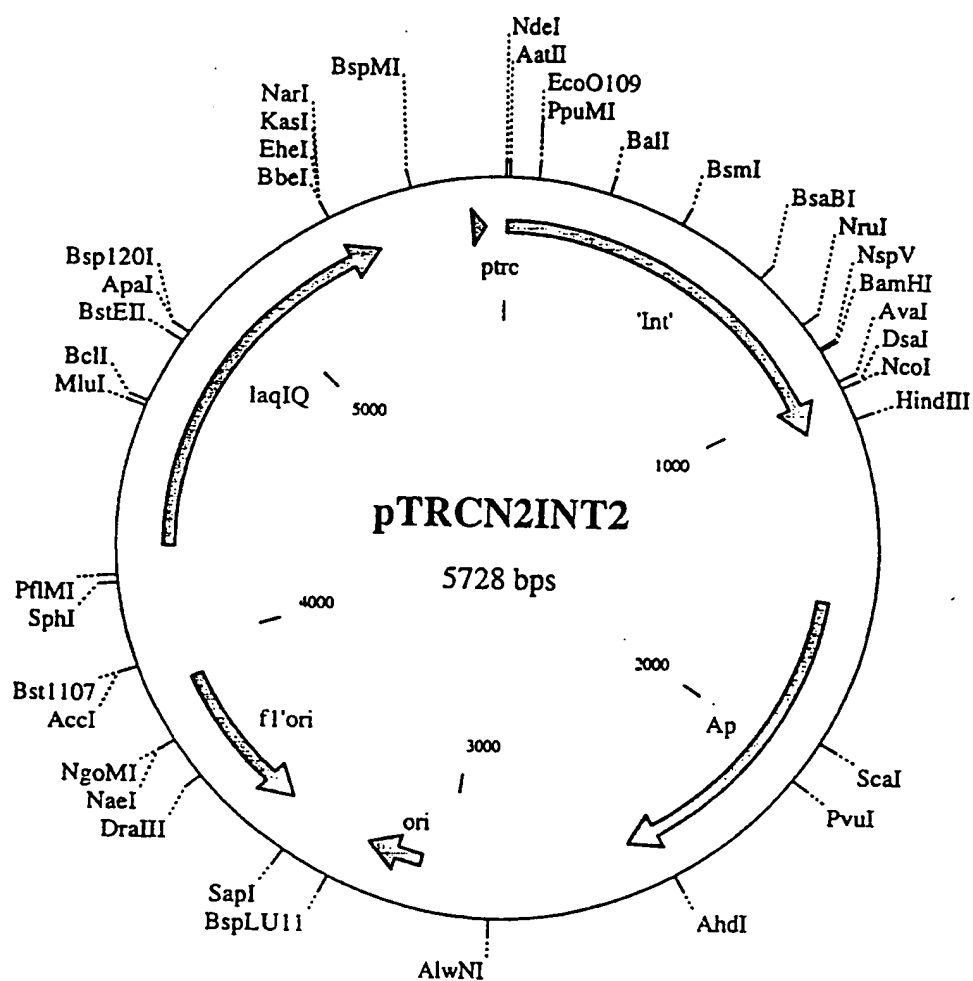 NdeI
AatII
EcoO109
PpuMI
BalI
BsmI
BsaBI
NruI
NspV
BamHI
AvaI
DsaI
NcoI
HindIII
BspMI
NarI
KasI
EheI
BbeI
Bsp120I
ApaI
BstEII
BclI
MluI
ptrc
'Int'
laqIQ
5000
1000
pTRCN2INT2
5728 bps
PflMI
SphI
4000
2000
Bst1107
AccI
f1'ori
Ap
3000
NgoMI
NaeI
DraIII
ScaI
PvuI
ori
SapI
BspLU11
AhdI
AlwNI